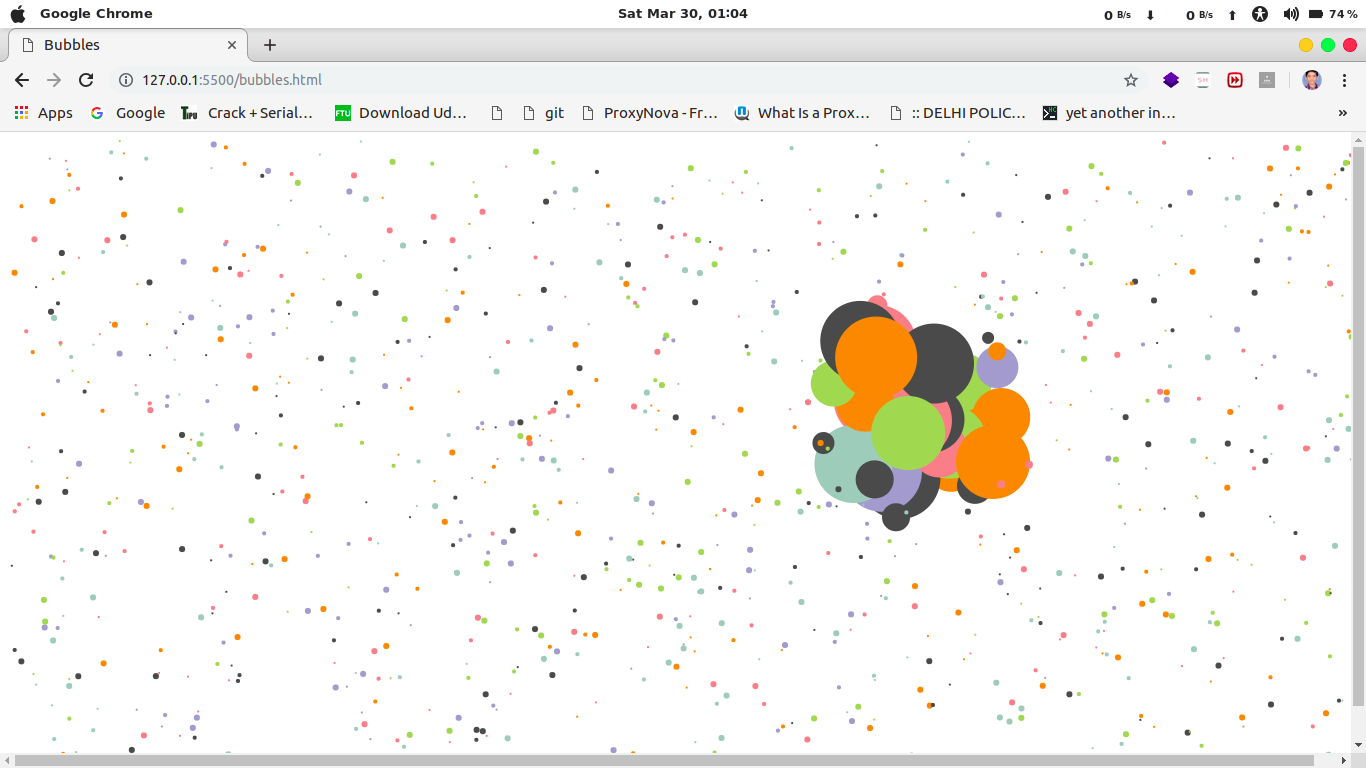 Google Chrome Sat Mar 30, 01:04 0 B/s 0 B/s 74 %
Bubbles
127.0.0.1:5500/bubbles.html
Apps Google Crack + Serial… FTU Download Ud… git ProxyNova - Fr… What Is a Prox… :: DELHI POLIC… yet another in…